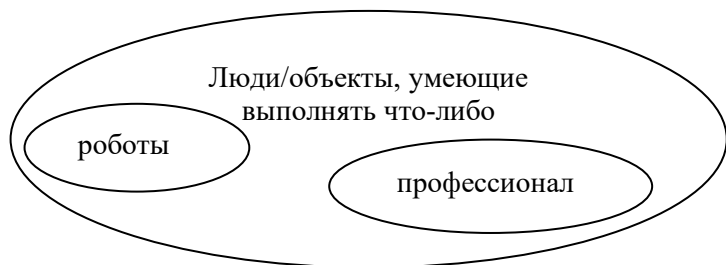 Люди/объекты, умеющие
выполнять что-либо
роботы
профессионал